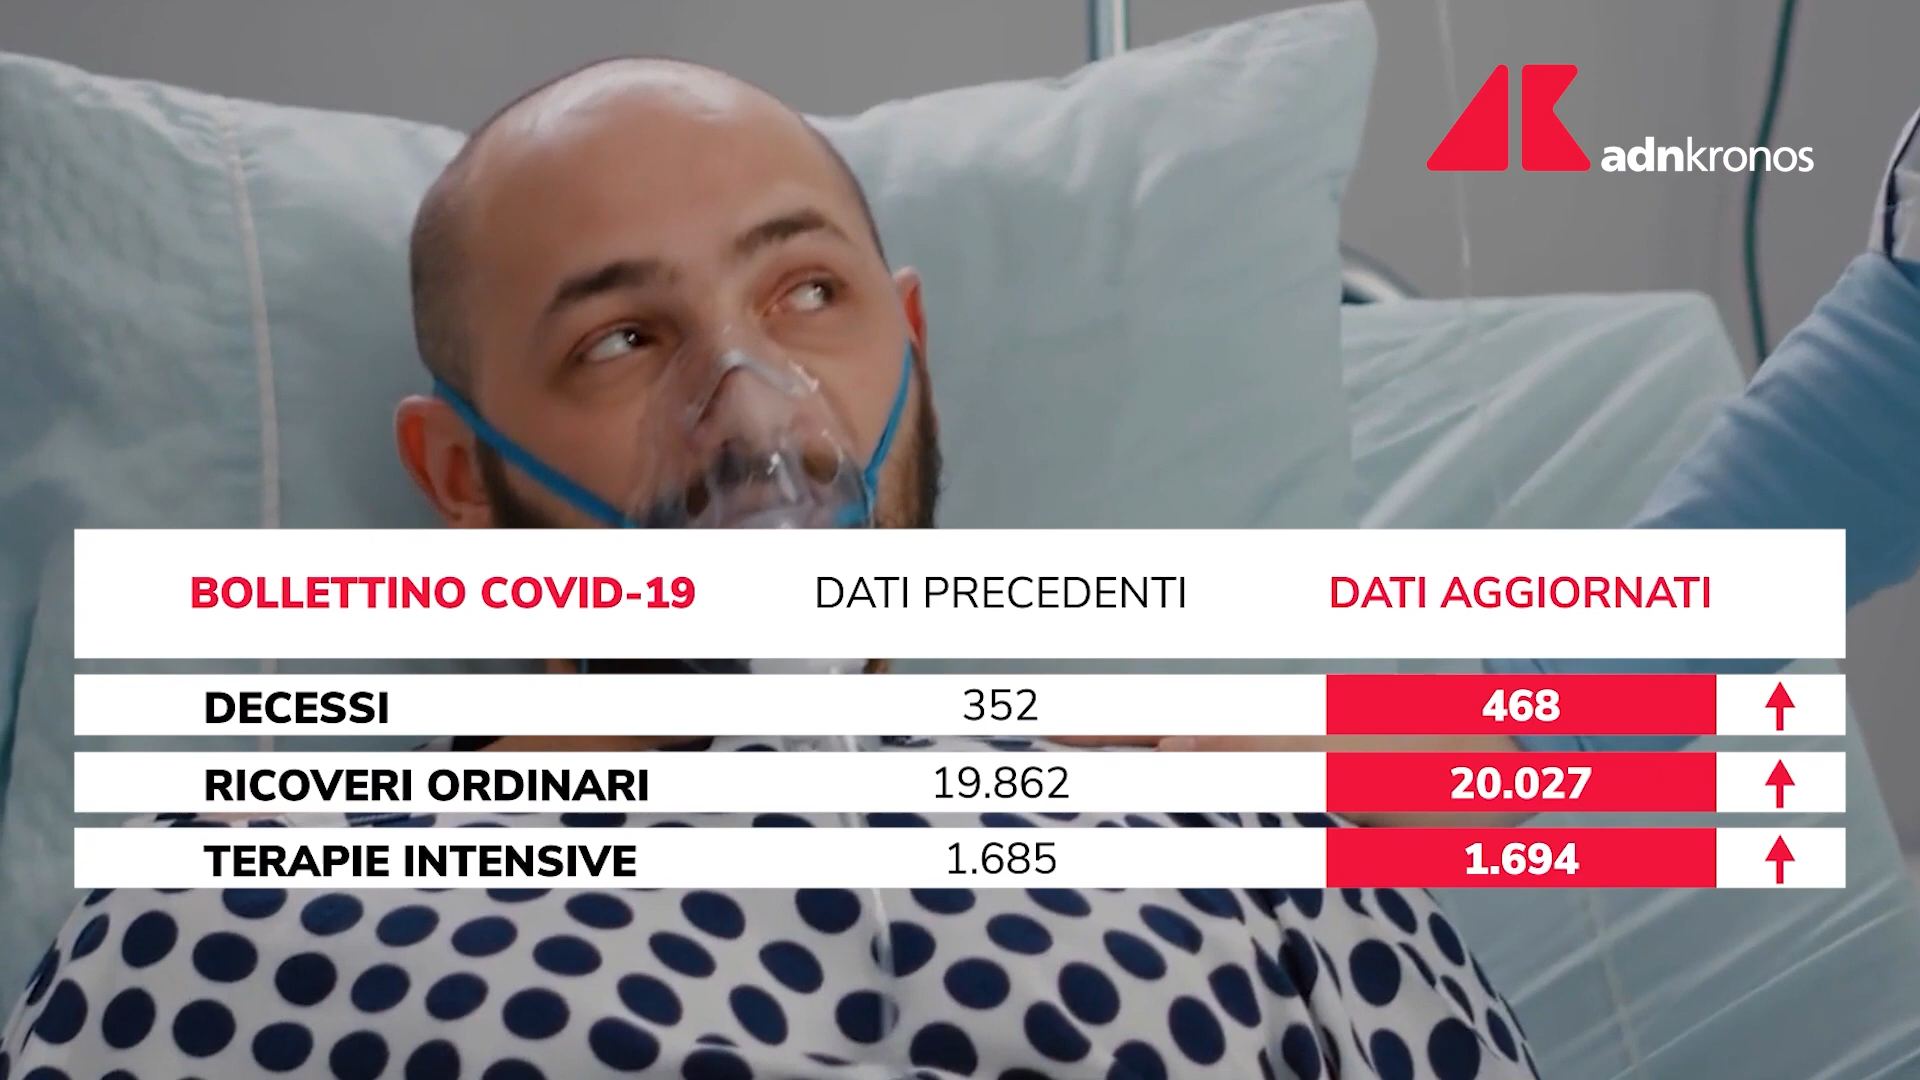 adnkronos
BOLLETTINO COVID-19 DATI PRECEDENTI DATI AGGIORNATI
DECESSI 352 468
RICOVERI ORDINARI 19.862 20.027
TERAPIE INTENSIVE 1.685 1.694